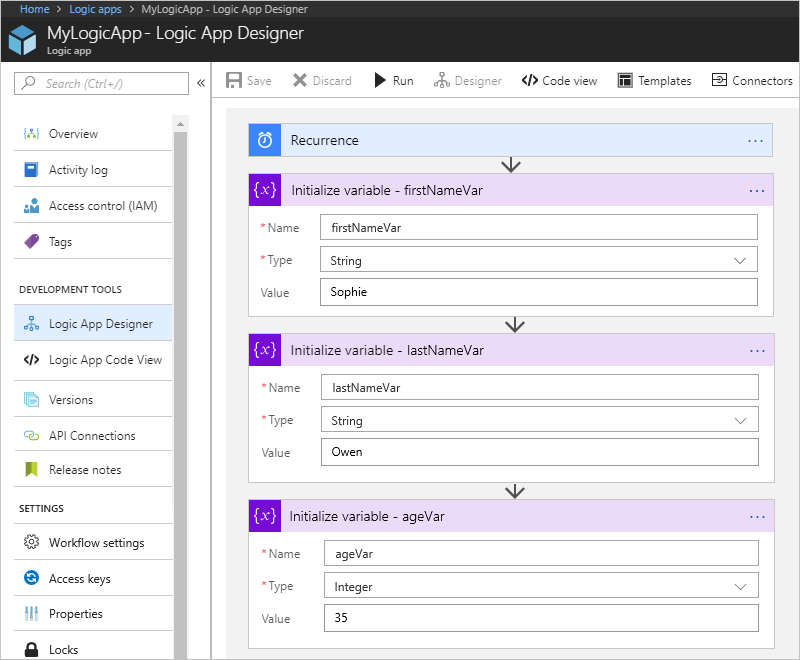 Home > Logic apps > MyLogicApp - Logic App Designer
MyLogicApp - Logic App Designer
Logic app
Search (Ctrl+/)
«
Overview
Activity log
Access control (IAM)
Tags
DEVELOPMENT TOOLS
Logic App Designer
Logic App Code View
Versions
API Connections
Release notes
SETTINGS
Workflow settings
Access keys
Properties
Locks
Save Discard Run Designer </> Code view Templates Connectors
Recurrence ...
{x} Initialize variable - firstNameVar ...
* Name firstNameVar
* Type String
Value Sophie
{x} Initialize variable - lastNameVar ...
* Name lastNameVar
* Type String
Value Owen
{x} Initialize variable - ageVar ...
* Name ageVar
* Type Integer
Value 35